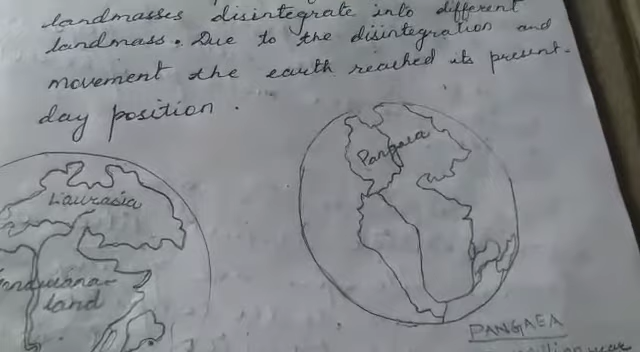 landmasses disintegrate into different
landmass. Due to the disintegration and
movement the earth reached its present-
day position.
Pangaea
Laurasia
land
PANGAEA